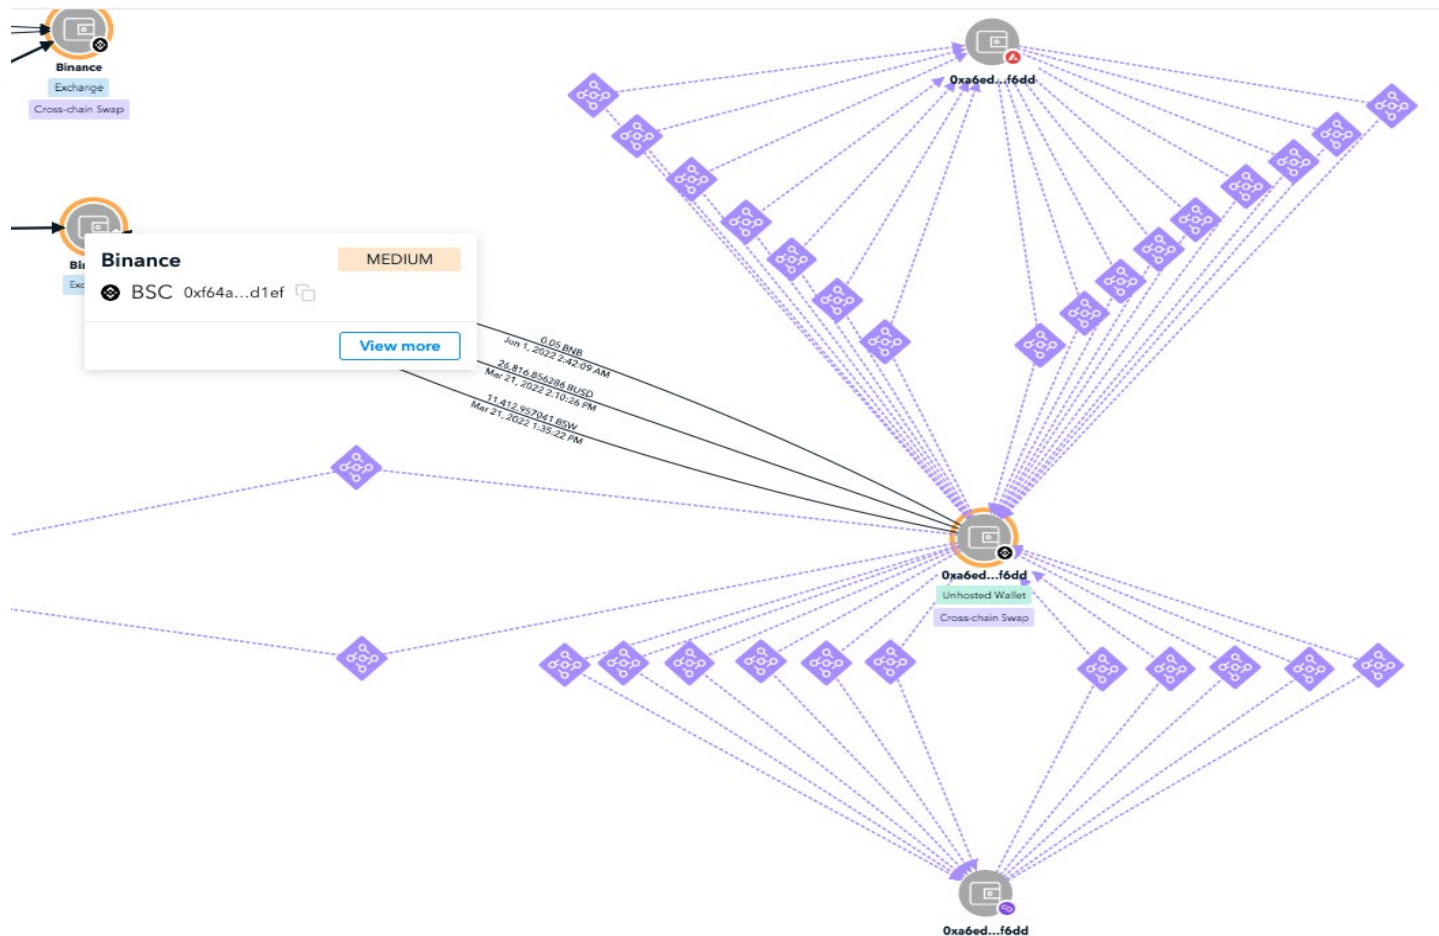 Binance
Exchange
Cross-chain Swap
0xa6ed...f6dd
Binance
MEDIUM
BSC 0xf64a...d1ef
View more
0.05 BNB
Jun 1, 2022 2:42:09 AM
26,816.856286 BUSD
Mar 21, 2022 2:10:26 PM
11,412.957041 BSW
Mar 21, 2022 1:35:22 PM
0xa6ed...f6dd
Unhosted Wallet
Cross-chain Swap
0xa6ed...f6dd